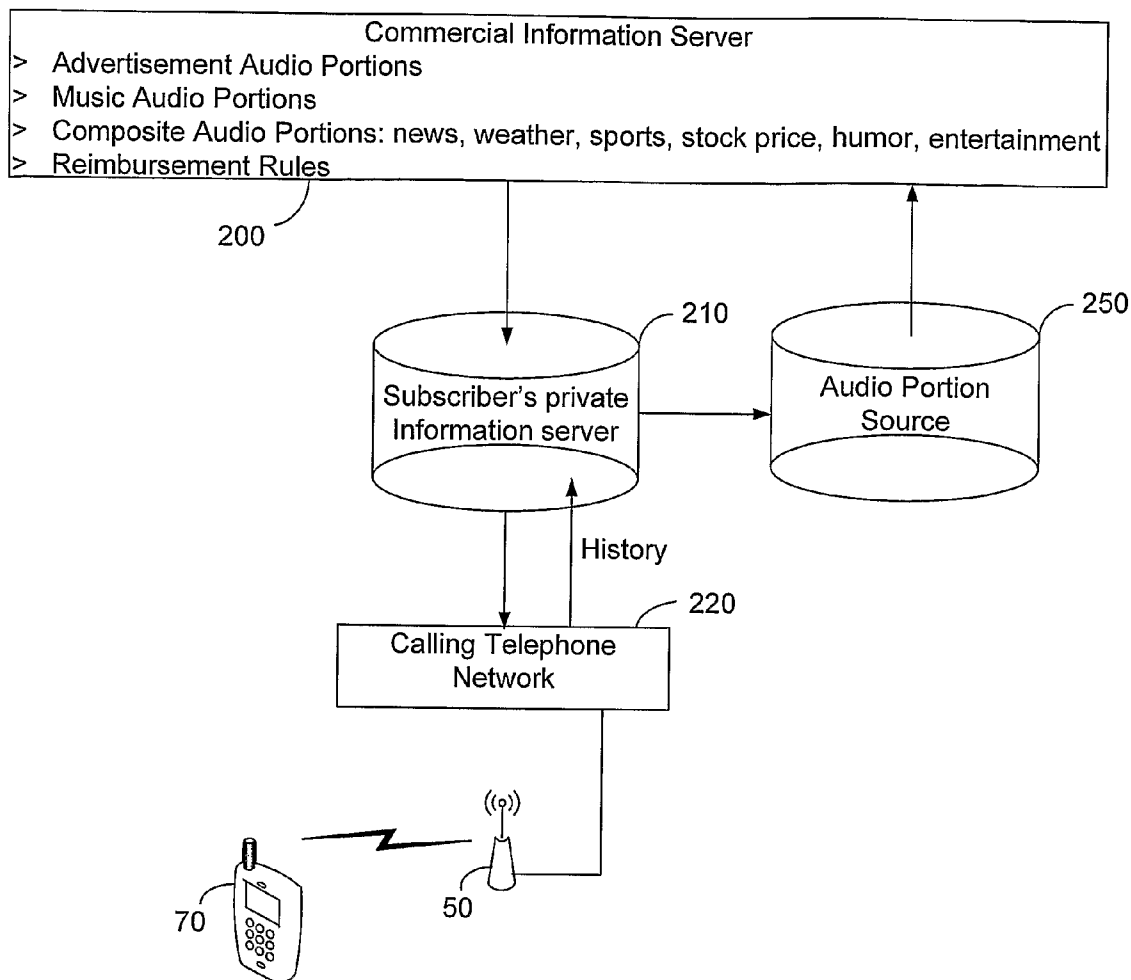 Commercial Information Server
> Advertisement Audio Portions
> Music Audio Portions
> Composite Audio Portions: news, weather, sports, stock price, humor, entertainment
> Reimbursement Rules
200
210
250
Subscriber's private
Information server
Audio Portion
Source
History
220
Calling Telephone
Network
70
50